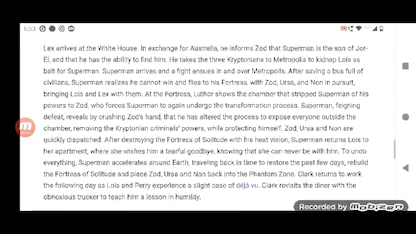 6:53
Lex arrives at the White House. In exchange for Australia, he informs Zod that Superman is the son of Jor-
El, and that he has the ability to find him. He takes the three Kryptonians to Metropolis to kidnap Lois as
bait for Superman. Superman arrives and a fight ensues in and over Metropolis. After saving a bus full of
civilians, Superman realizes he cannot win and flies to his Fortress, with Zod, Ursa, and Non in pursuit,
bringing Lois and Lex with them. At the Fortress, Luthor shows the chamber that stripped Superman of his
powers to Zod, who forces Superman to again undergo the transformation process. Superman, feigning
defeat, reveals by crushing Zod's hand, that he has altered the process to expose everyone outside the
chamber, removing the Kryptonian criminals' powers, while protecting himself. Zod, Ursa and Non are
quickly dispatched. After destroying the Fortress of Solitude with his heat vision, Superman returns Lois to
her apartment, where she wishes him a tearful goodbye, knowing that she can never be with him. To undo
everything, Superman accelerates around Earth, traveling back in time to restore the past few days, rebuild
the Fortress of Solitude and place Zod, Ursa and Non back into the Phantom Zone. Clark returns to work
the following day as Lois and Perry experience a slight case of déjà vu. Clark revisits the diner with the
obnoxious trucker to teach him a lesson in humility.
Recorded by Mobizen